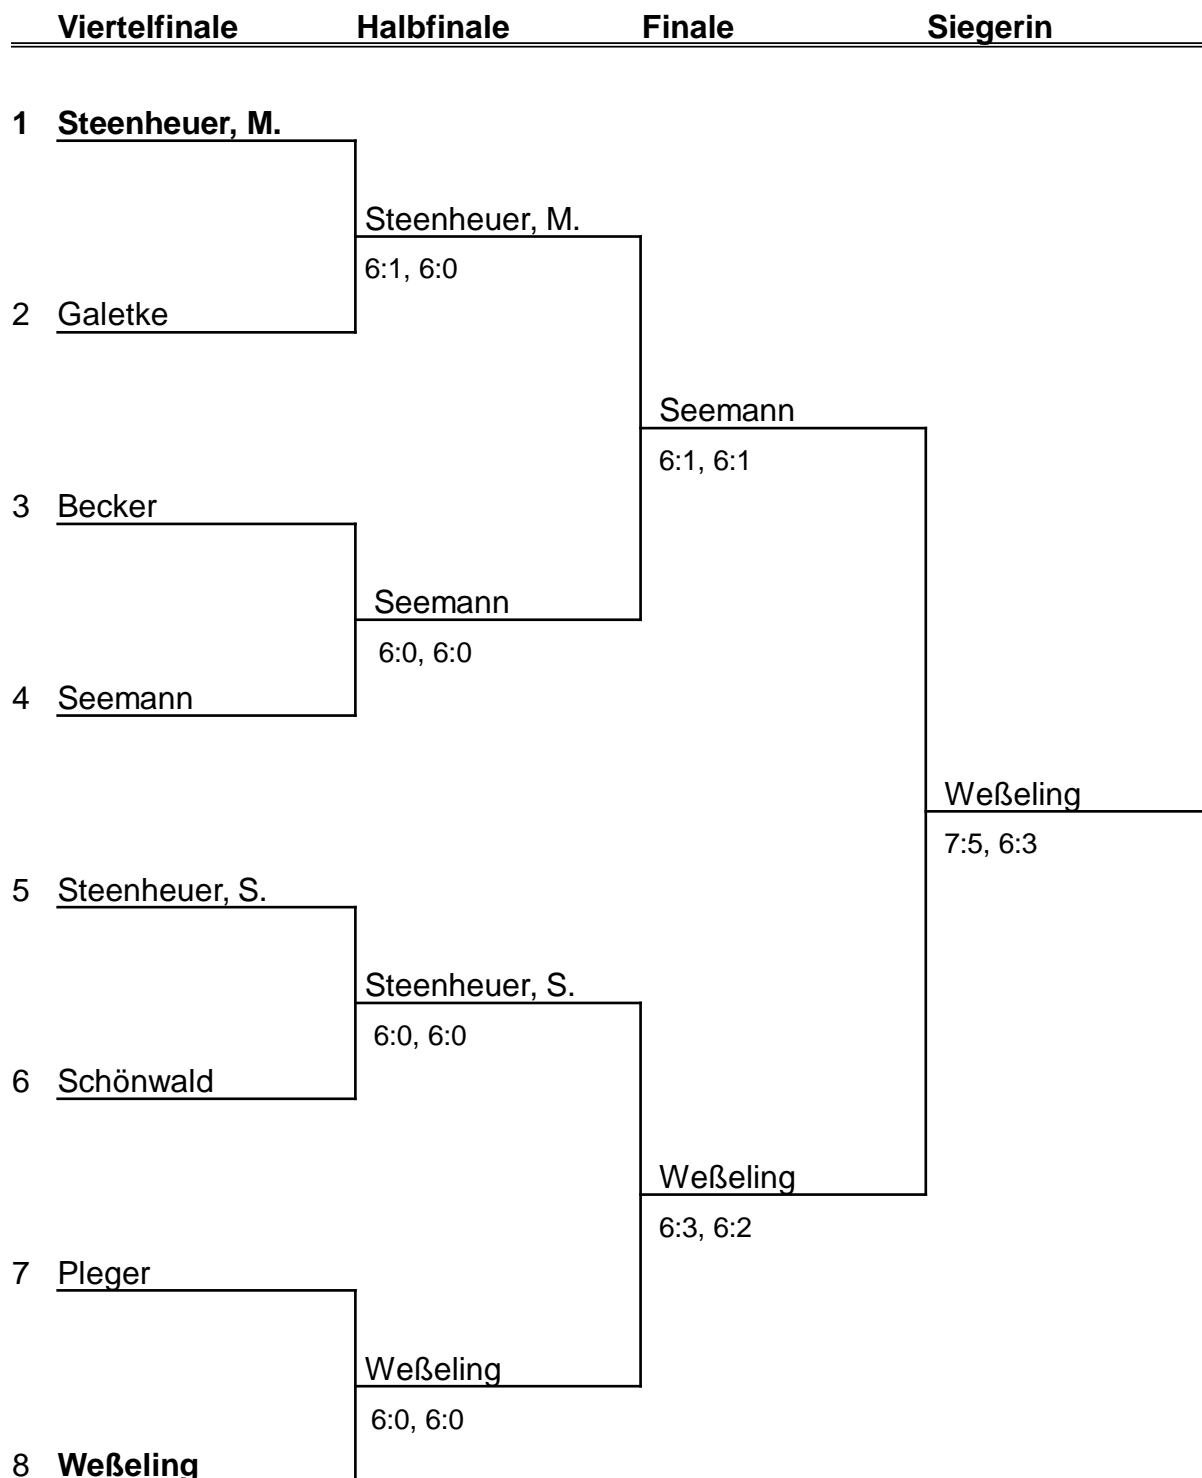 Viertelfinale Halbfinale Finale Siegerin
1 Steenheuer, M.
Steenheuer, M.
6:1, 6:0
2 Galetke
Seemann
6:1, 6:1
3 Becker
Seemann
6:0, 6:0
4 Seemann
Weßeling
7:5, 6:3
5 Steenheuer, S.
Steenheuer, S.
6:0, 6:0
6 Schönwald
Weßeling
6:3, 6:2
7 Pleger
Weßeling
6:0, 6:0
8 Weßeling